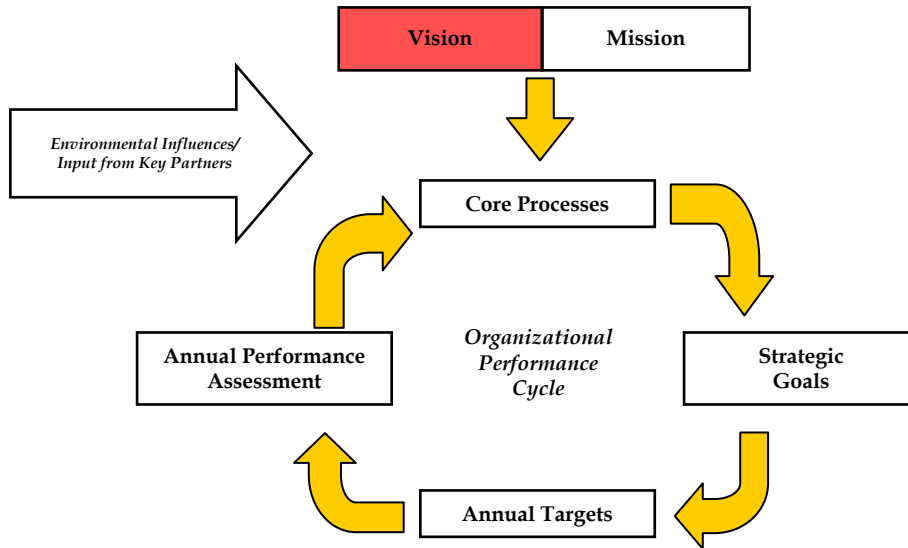 Vision
Mission
Environmental Influences/
Input from Key Partners
Core Processes
Annual Performance
Assessment
Organizational
Performance
Cycle
Strategic
Goals
Annual Targets